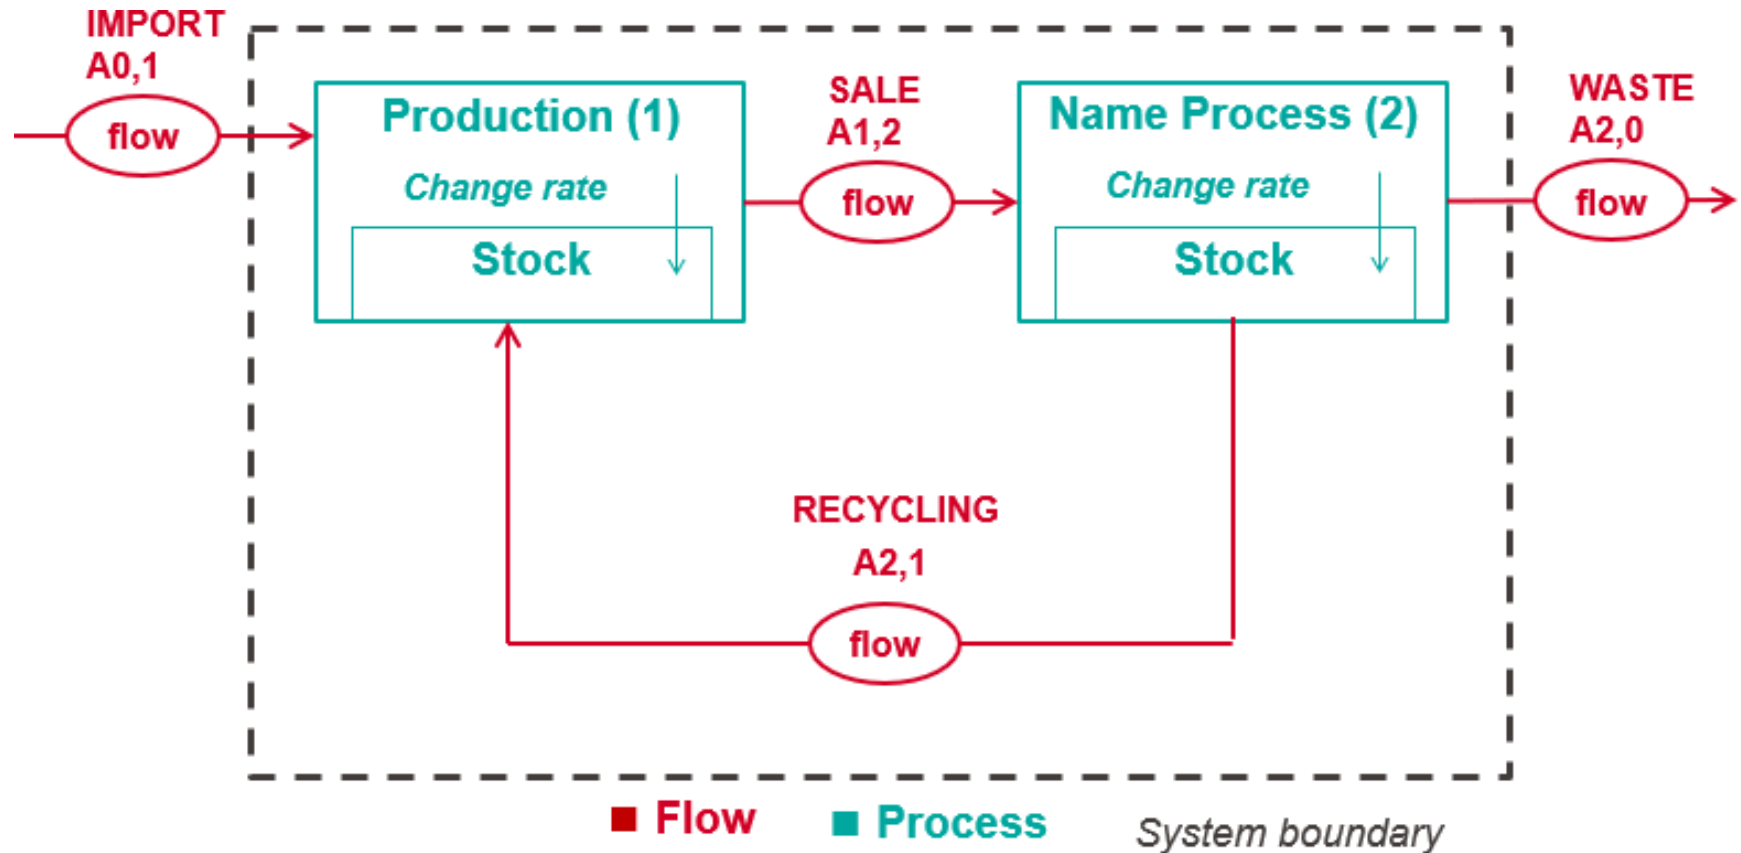 IMPORT
A0,1
flow
Production (1)
Change rate
Stock
SALE
A1,2
flow
Name Process (2)
Change rate
Stock
WASTE
A2,0
flow
RECYCLING
A2,1
flow
Flow
Process
System boundary